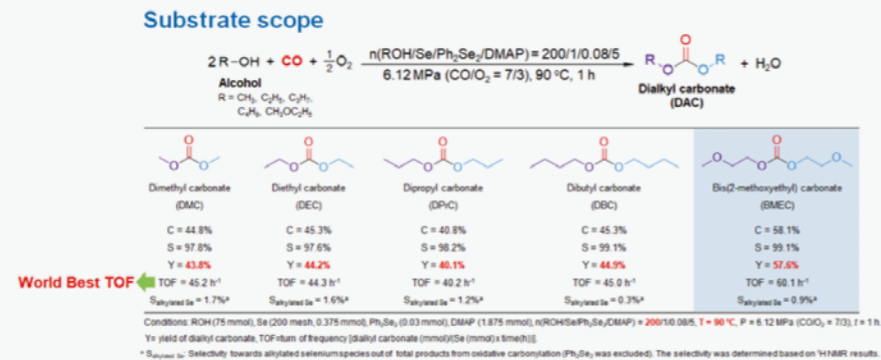 Substrate scope
2 R-OH + CO + 1/2 O₂
n(ROH/Se/Ph₂Se₂/DMAP) = 200/1/0.08/5
6.12 MPa (CO/O₂ = 7/3), 90 °C, 1 h
R O O O R + H₂O
Alcohol
R = CH₃, C₂H₅, C₃H₇,
C₄H₉, CH₃OC₂H₅
Dialkyl carbonate
(DAC)
Dimethyl carbonate Diethyl carbonate Dipropyl carbonate Dibutyl carbonate Bis(2-methoxyethyl) carbonate
(DMC) (DEC) (DPrC) (DBC) (BMEC)
C = 44.8% C = 45.3% C = 40.8% C = 45.3% C = 58.1%
S = 97.8% S = 97.6% S = 98.2% S = 99.1% S = 99.1%
Y = 43.8% Y = 44.2% Y = 40.1% Y = 44.9% Y = 57.6%
World Best TOF TOF = 45.2 h⁻¹ TOF = 44.3 h⁻¹ TOF = 40.2 h⁻¹ TOF = 45.0 h⁻¹ TOF = 60.1 h⁻¹
S alkylated Se = 1.7%ᵃ S alkylated Se = 1.6%ᵃ S alkylated Se = 1.2%ᵃ S alkylated Se = 0.3%ᵃ S alkylated Se = 0.9%ᵃ
Conditions: ROH (75 mmol), Se (200 mesh, 0.375 mmol), Ph₂Se₂ (0.03 mmol), DMAP (1.875 mmol), n(ROH/Se/Ph₂Se₂/DMAP) = 200/1/0.08/5, T = 90 °C, P = 6.12 MPa (CO/O₂ = 7/3), t = 1 h
Y= yield of dialkyl carbonate, TOF=turn of frequency [dialkyl carbonate (mmol)/(Se (mmol) x time(h))].
ᵃ S alkylated Se: Selectivity towards alkylated selenium species out of total products from oxidative carbonylation (Ph₂Se₂ was excluded). The selectivity was determined based on ¹H NMR results.